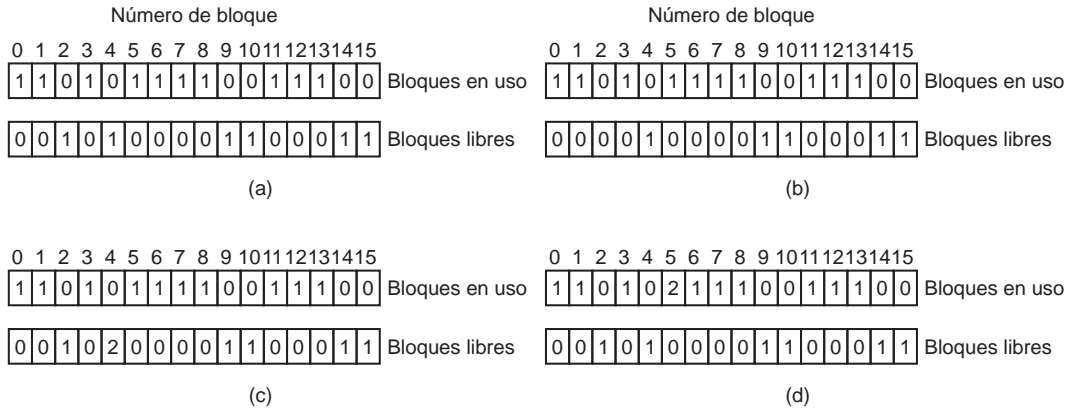 Número de bloque
0 1 2 3 4 5 6 7 8 9 10 11 12 13 14 15
1 1 0 1 0 1 1 1 1 0 0 1 1 1 0 0 Bloques en uso
0 0 1 0 1 0 0 0 0 1 1 0 0 0 1 1 Bloques libres
(a)
Número de bloque
0 1 2 3 4 5 6 7 8 9 10 11 12 13 14 15
1 1 0 1 0 1 1 1 1 0 0 1 1 1 0 0 Bloques en uso
0 0 0 0 1 0 0 0 0 1 1 0 0 0 1 1 Bloques libres
(b)
0 1 2 3 4 5 6 7 8 9 10 11 12 13 14 15
1 1 0 1 0 1 1 1 1 0 0 1 1 1 0 0 Bloques en uso
0 0 1 0 2 0 0 0 0 1 1 0 0 0 1 1 Bloques libres
(c)
0 1 2 3 4 5 6 7 8 9 10 11 12 13 14 15
1 1 0 1 0 2 1 1 1 0 0 1 1 1 0 0 Bloques en uso
0 0 1 0 1 0 0 0 0 1 1 0 0 0 1 1 Bloques libres
(d)